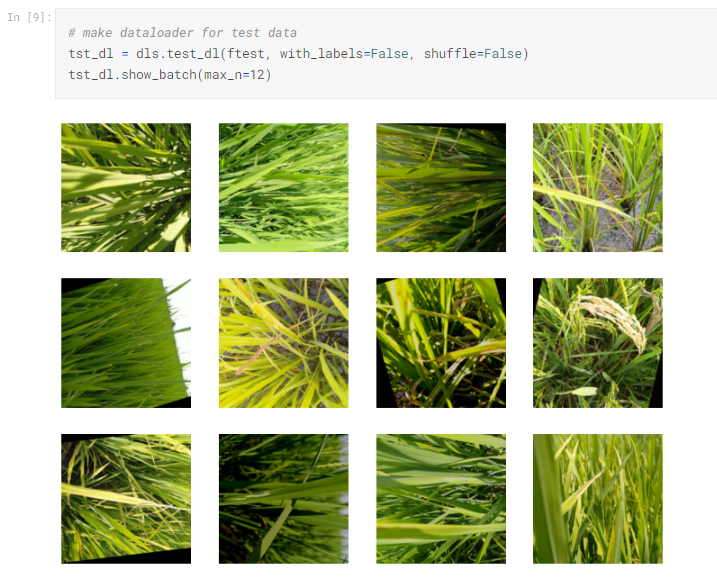 In [9]:
# make dataloader for test data
tst_dl = dls.test_dl(ftest, with_labels=False, shuffle=False)
tst_dl.show_batch(max_n=12)